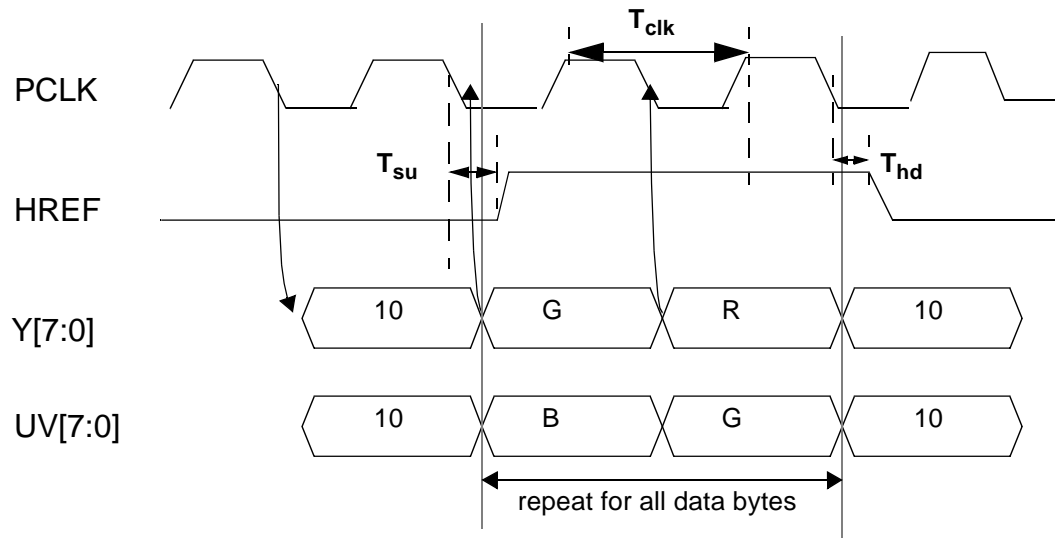 T_clk
PCLK
T_su
T_hd
HREF
Y[7:0] 10 G R 10
UV[7:0] 10 B G 10
repeat for all data bytes